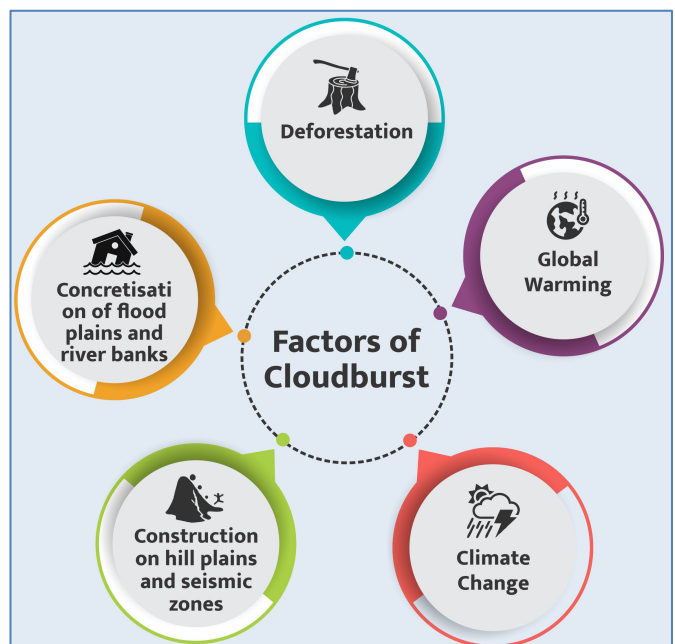 Deforestation
Global
Warming
Concretisati
on of flood
plains and
river banks
Factors of
Cloudburst
Construction
on hill plains
and seismic
zones
Climate
Change